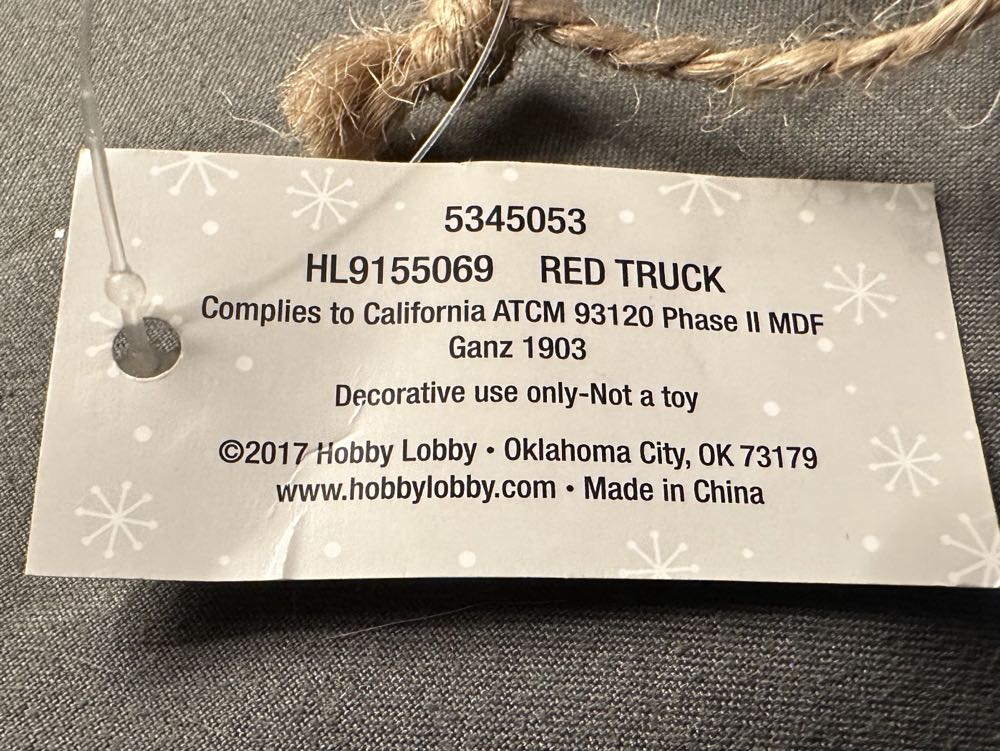 5345053
HL9155069 RED TRUCK
Complies to California ATCM 93120 Phase II MDF
Ganz 1903
Decorative use only-Not a toy
©2017 Hobby Lobby • Oklahoma City, OK 73179
www.hobbylobby.com • Made in China